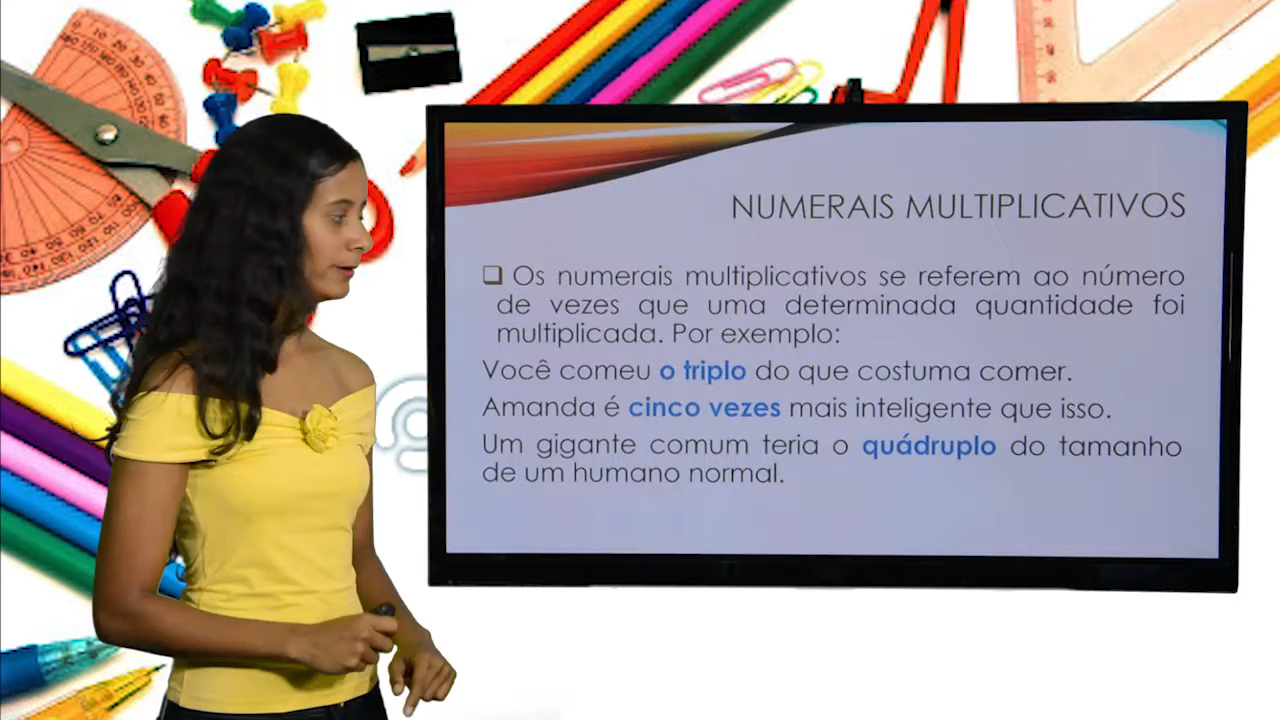 NUMERAIS MULTIPLICATIVOS
Os numerais multiplicativos se referem ao número
de vezes que uma determinada quantidade foi
multiplicada. Por exemplo:
Você comeu o triplo do que costuma comer.
Amanda é cinco vezes mais inteligente que isso.
Um gigante comum teria o quádruplo do tamanho
de um humano normal.